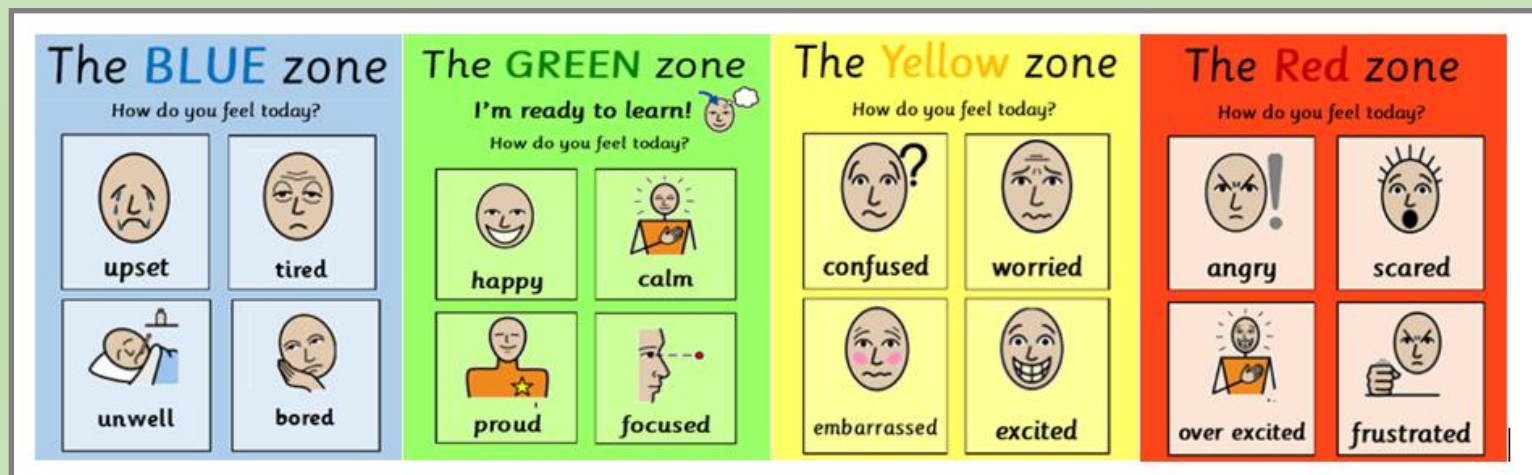 The BLUE zone
How do you feel today?
upset
tired
unwell
bored
The GREEN zone
I'm ready to learn!
How do you feel today?
happy
calm
proud
focused
The Yellow zone
How do you feel today?
?
confused
worried
embarrassed
excited
The Red zone
How do you feel today?
!
angry
scared
over excited
frustrated